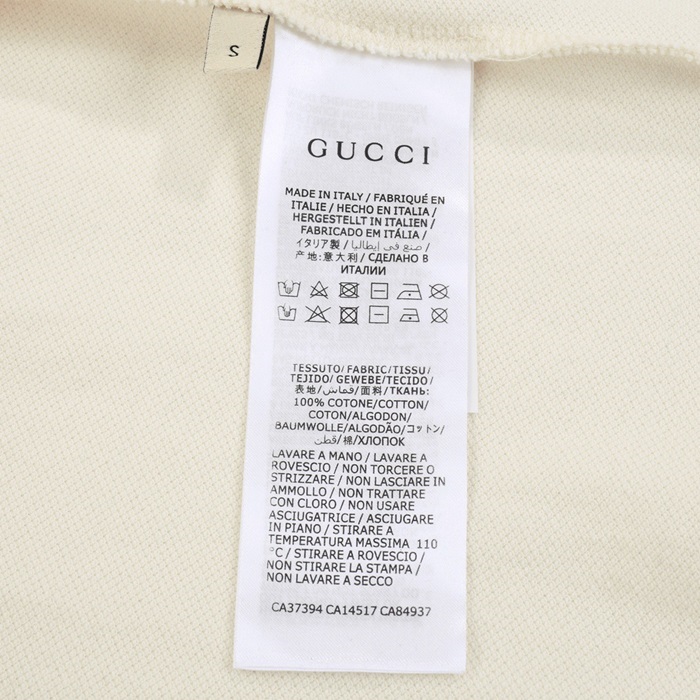 S
GUCCI
MADE IN ITALY / FABRIQUÉ EN
ITALIE / HECHO EN ITALIA /
HERGESTELLT IN ITALIEN /
FABRICADO EM ITÁLIA /
イタリア製 / صنع في إيطاليا /
产地:意大利 / СДЕЛАНО В
ИТАЛИИ
TESSUTO/ FABRIC/TISSU/
TEJIDO/ GEWEBE/TECIDO/
表地/قماش/面料/ТКАНЬ:
100% COTONE/COTTON/
COTON/ALGODON/
BAUMWOLLE/ALGODÃO/コットン/
قطن/棉/ХЛОПОК
LAVARE A MANO / LAVARE A
ROVESCIO / NON TORCERE O
STRIZZARE / NON LASCIARE IN
AMMOLLO / NON TRATTARE
CON CLORO / NON USARE
ASCIUGATRICE / ASCIUGARE
IN PIANO / STIRARE A
TEMPERATURA MASSIMA 110
°C / STIRARE A ROVESCIO /
NON STIRARE LA STAMPA /
NON LAVARE A SECCO
CA37394 CA14517 CA84937